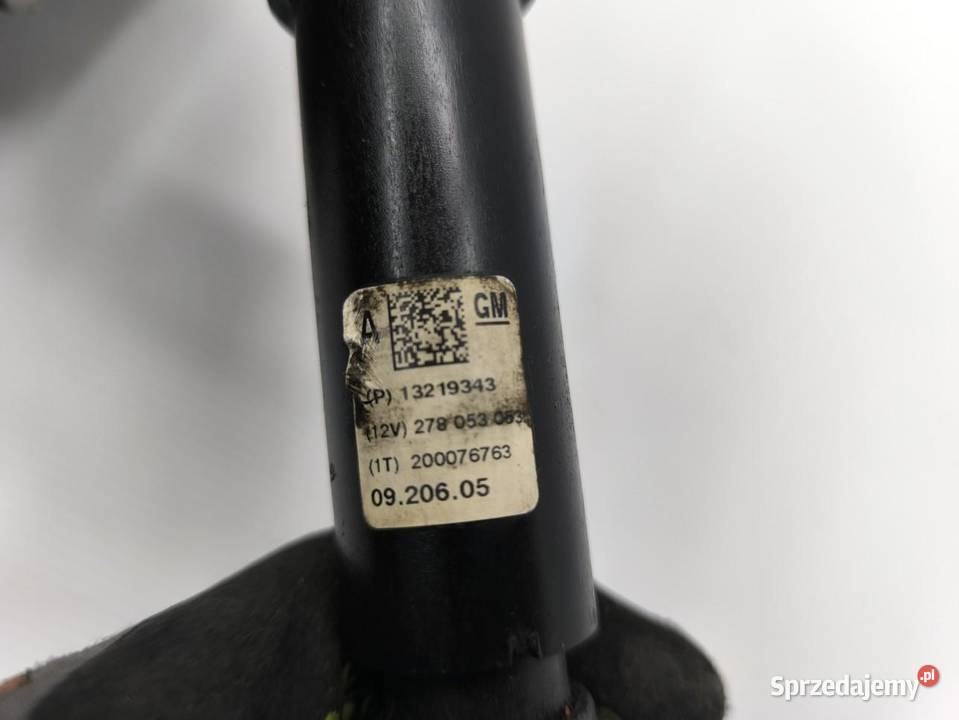 A GM
(P) 13219343
(12V) 278 053 053
(1T) 200076763
09.206.05
Sprzedajemy.pl